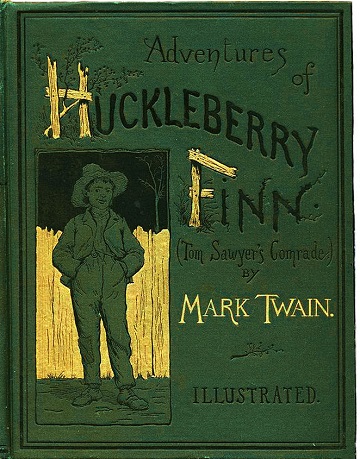 Adventures
of
HUCKLEBERRY
FINN.
(Tom Sawyer's Comrade.)
BY
MARK TWAIN.
ILLUSTRATED.